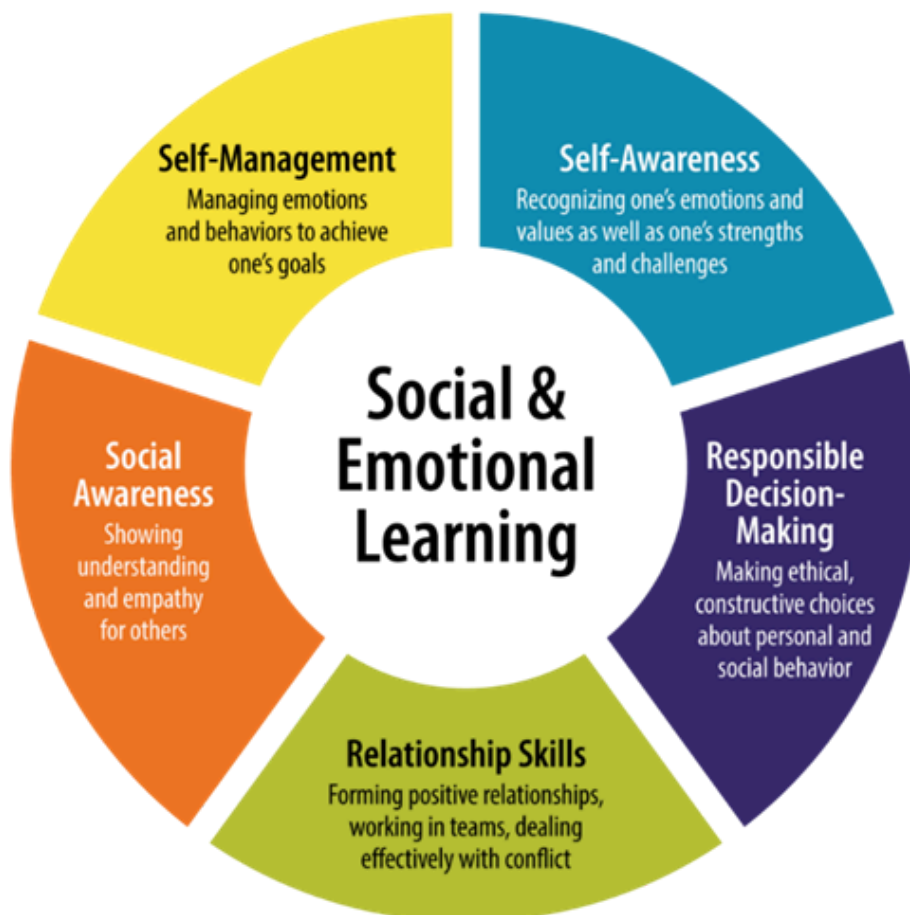 Self-Management
Managing emotions
and behaviors to achieve
one's goals
Self-Awareness
Recognizing one's emotions and
values as well as one's strengths
and challenges
Social &
Emotional
Learning
Social
Awareness
Showing
understanding
and empathy
for others
Responsible
Decision-
Making
Making ethical,
constructive choices
about personal and
social behavior
Relationship Skills
Forming positive relationships,
working in teams, dealing
effectively with conflict